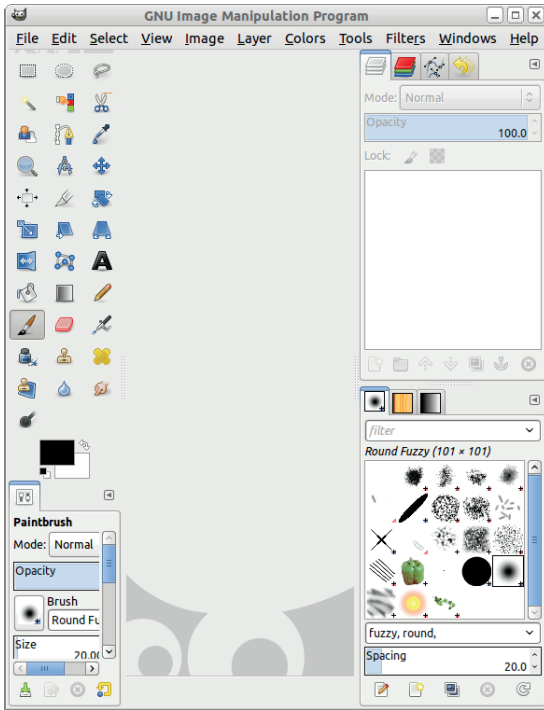 GNU Image Manipulation Program
File Edit Select View Image Layer Colors Tools Filters Windows Help
Mode: Normal
Opacity
100.0
Lock:
filter
Round Fuzzy (101 × 101)
fuzzy, round,
Spacing
20.0
Paintbrush
Mode: Normal
Opacity
Brush
Round Fu
Size
20.00